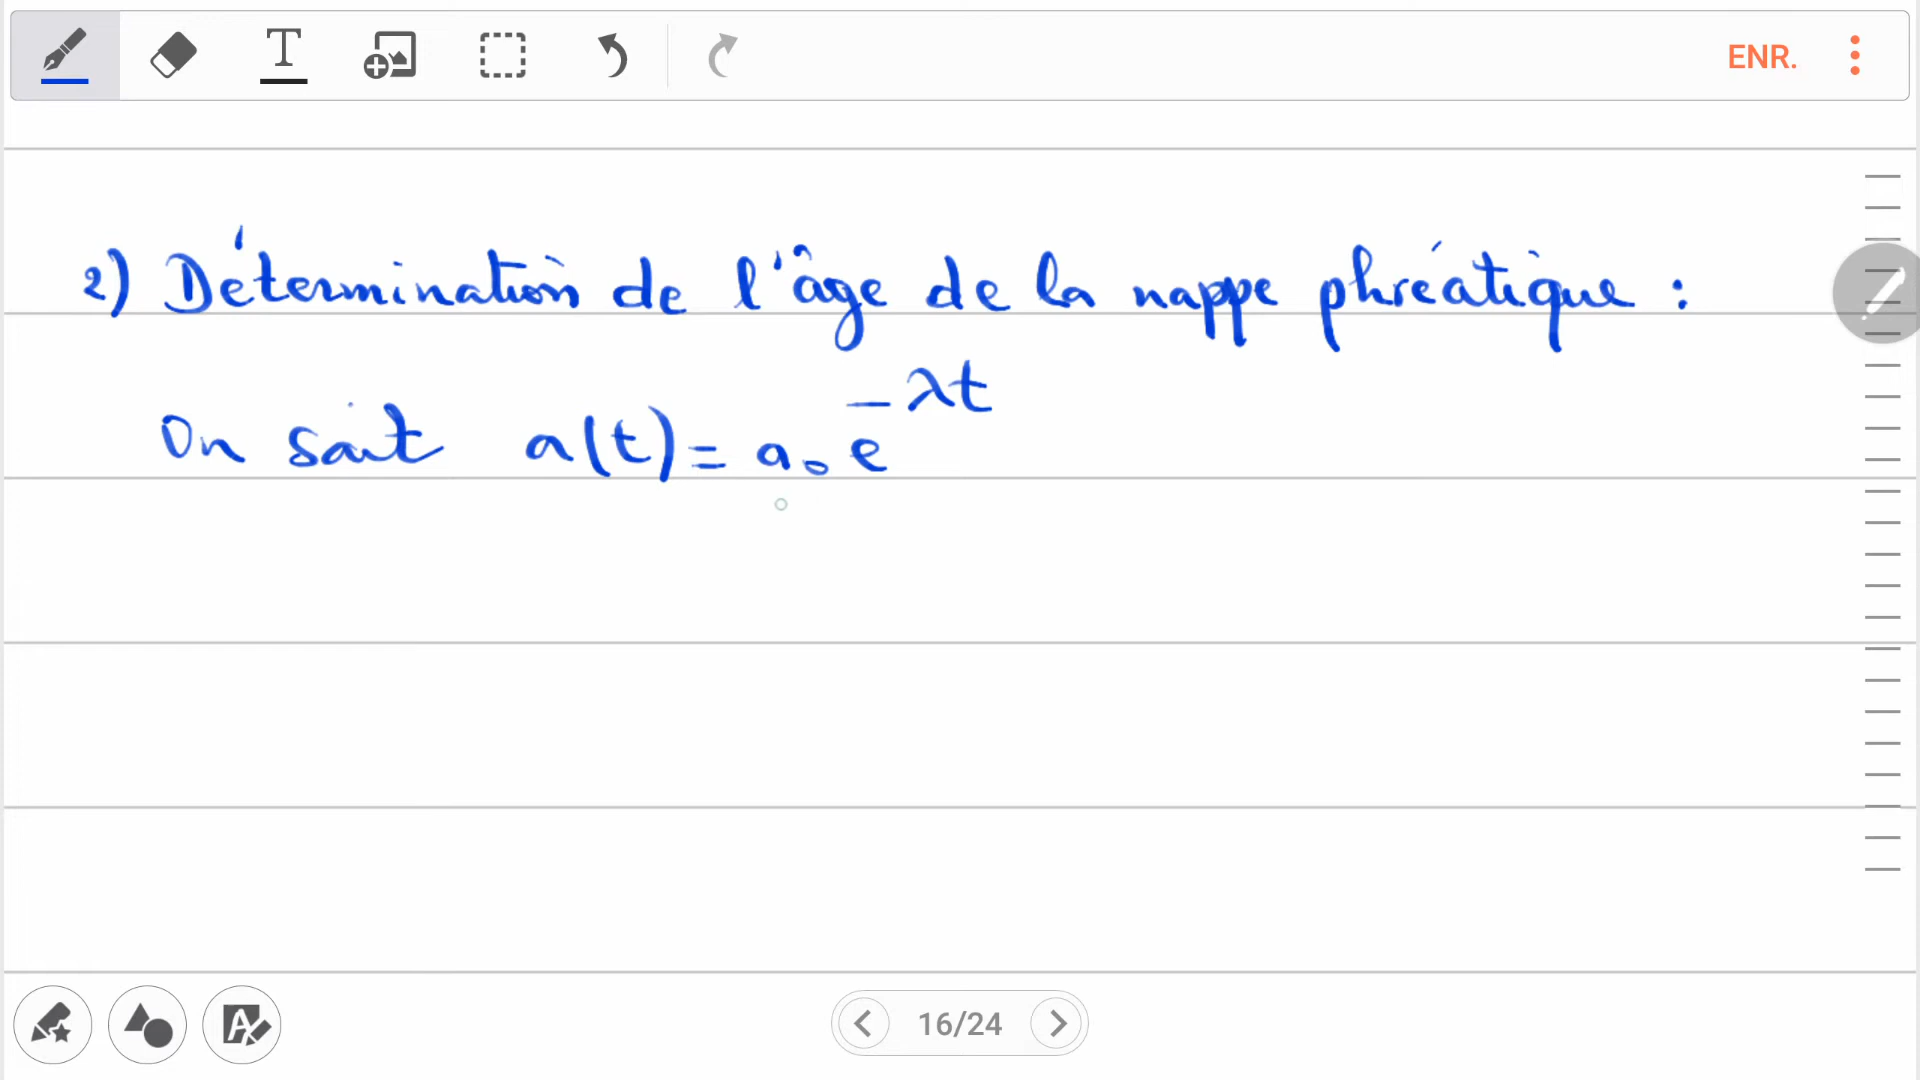 T
ENR.
2) Détermination de l'âge de la nappe phréatique :
On sait a(t) = a₀ e^{-λt}
16/24